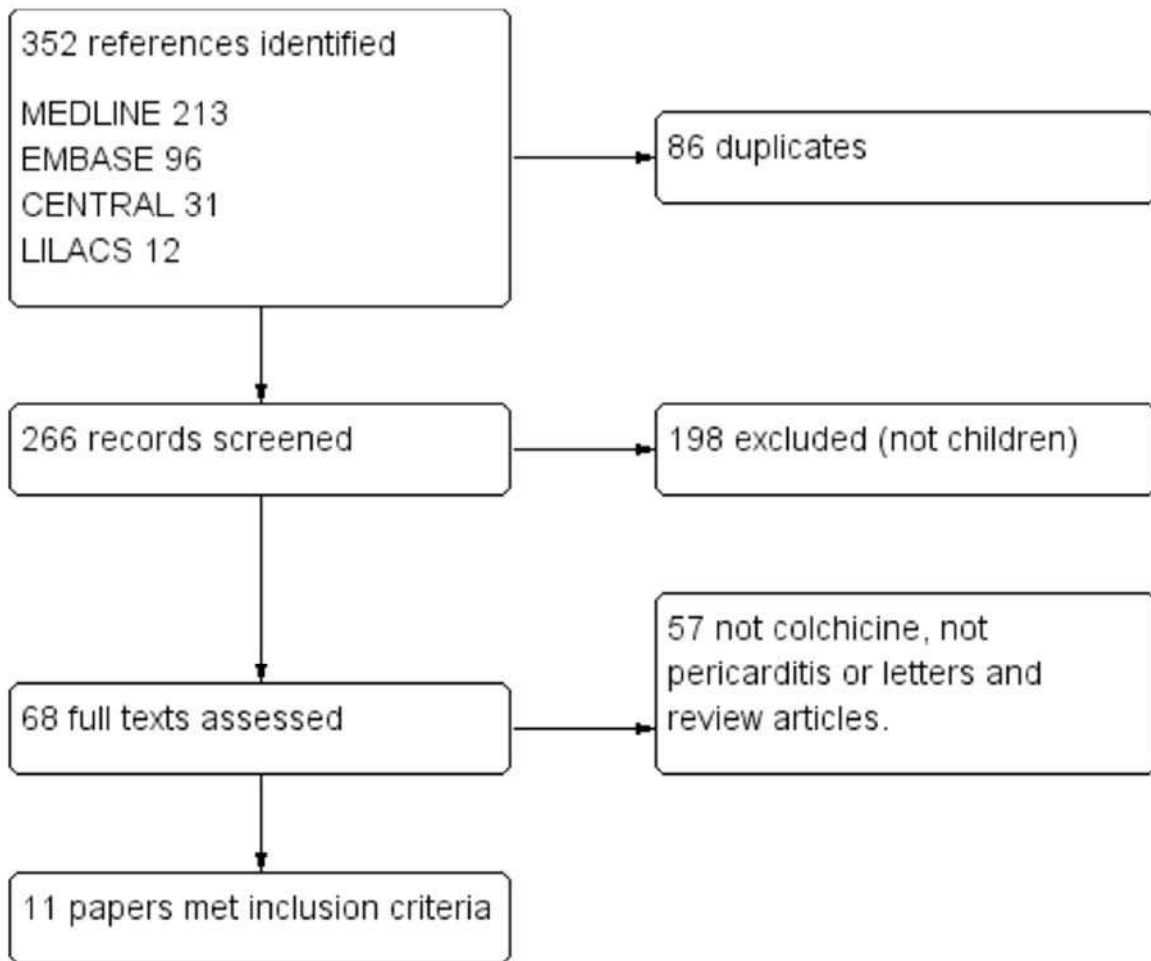 352 references identified
MEDLINE 213
EMBASE 96
CENTRAL 31
LILACS 12
86 duplicates
266 records screened
198 excluded (not children)
57 not colchicine, not
pericarditis or letters and
review articles.
68 full texts assessed
11 papers met inclusion criteria